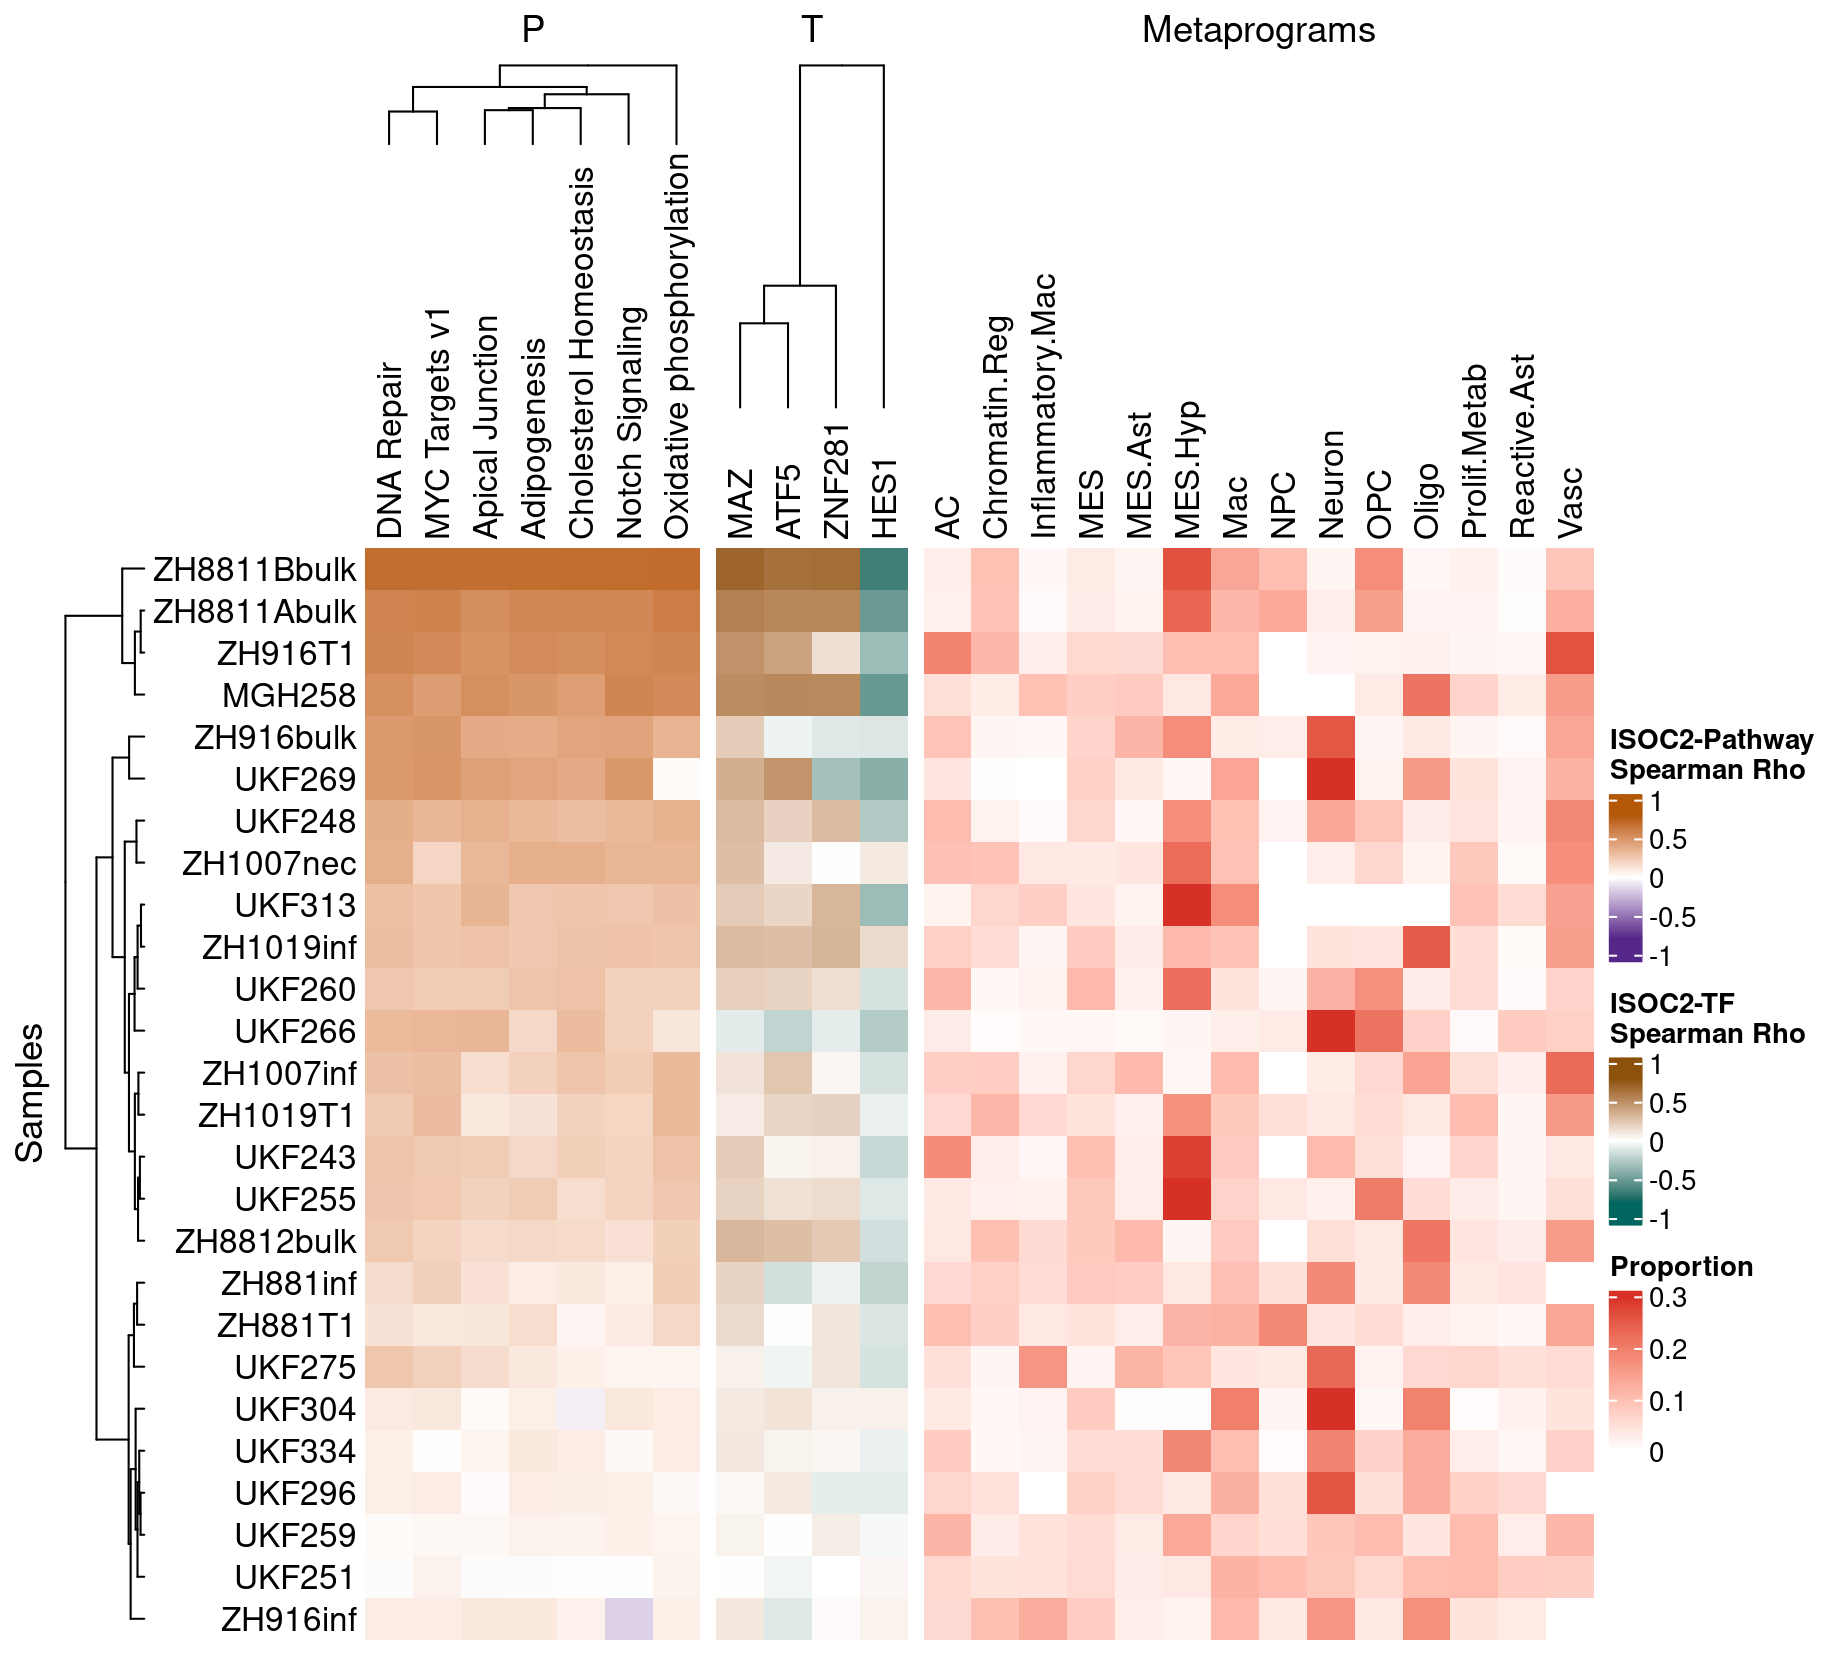 P
T
Metaprograms
DNA Repair
MYC Targets v1
Apical Junction
Adipogenesis
Cholesterol Homeostasis
Notch Signaling
Oxidative phosphorylation
MAZ
ATF5
ZNF281
HES1
AC
Chromatin.Reg
Inflammatory.Mac
MES
MES.Ast
MES.Hyp
Mac
NPC
Neuron
OPC
Oligo
Prolif.Metab
Reactive.Ast
Vasc
Samples
ZH8811Bbulk
ZH8811Abulk
ZH916T1
MGH258
ZH916bulk
UKF269
UKF248
ZH1007nec
UKF313
ZH1019inf
UKF260
UKF266
ZH1007inf
ZH1019T1
UKF243
UKF255
ZH8812bulk
ZH881inf
ZH881T1
UKF275
UKF304
UKF334
UKF296
UKF259
UKF251
ZH916inf
ISOC2-Pathway
Spearman Rho
1
0.5
0
-0.5
-1
ISOC2-TF
Spearman Rho
1
0.5
0
-0.5
-1
Proportion
0.3
0.2
0.1
0